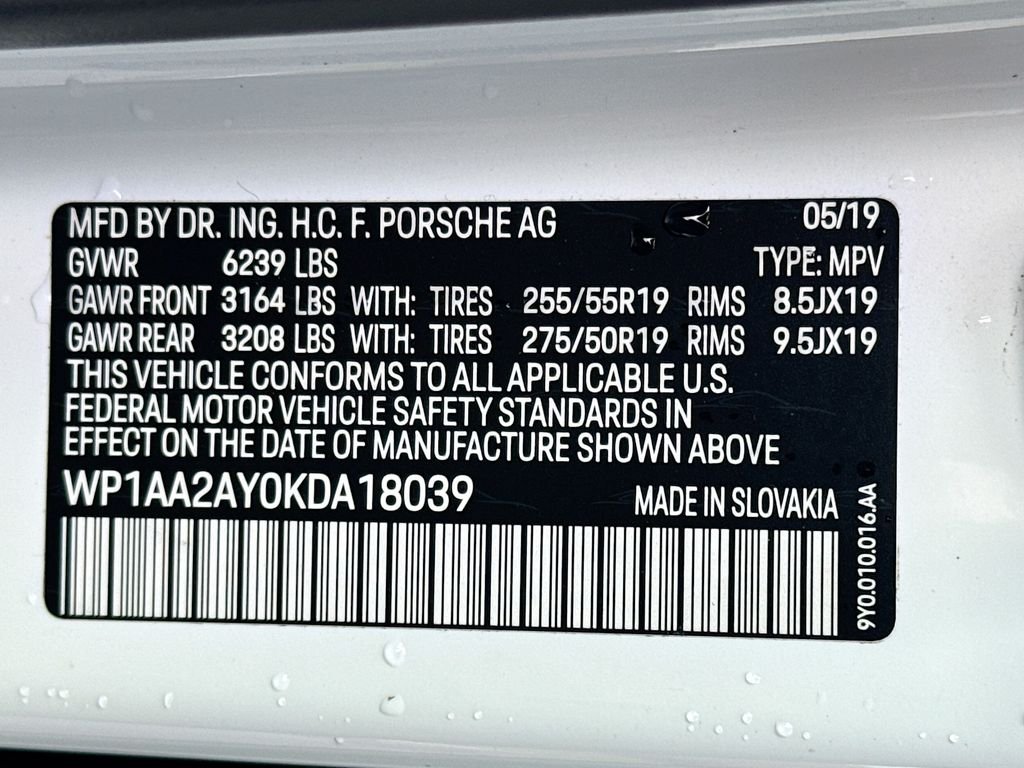 MFD BY DR. ING. H.C. F. PORSCHE AG 05/19
GVWR 6239 LBS TYPE: MPV
GAWR FRONT 3164 LBS WITH: TIRES 255/55R19 RIMS 8.5JX19
GAWR REAR 3208 LBS WITH: TIRES 275/50R19 RIMS 9.5JX19
THIS VEHICLE CONFORMS TO ALL APPLICABLE U.S.
FEDERAL MOTOR VEHICLE SAFETY STANDARDS IN
EFFECT ON THE DATE OF MANUFACTURE SHOWN ABOVE
WP1AA2AY0KDA18039 MADE IN SLOVAKIA
9Y0.010.016.AA